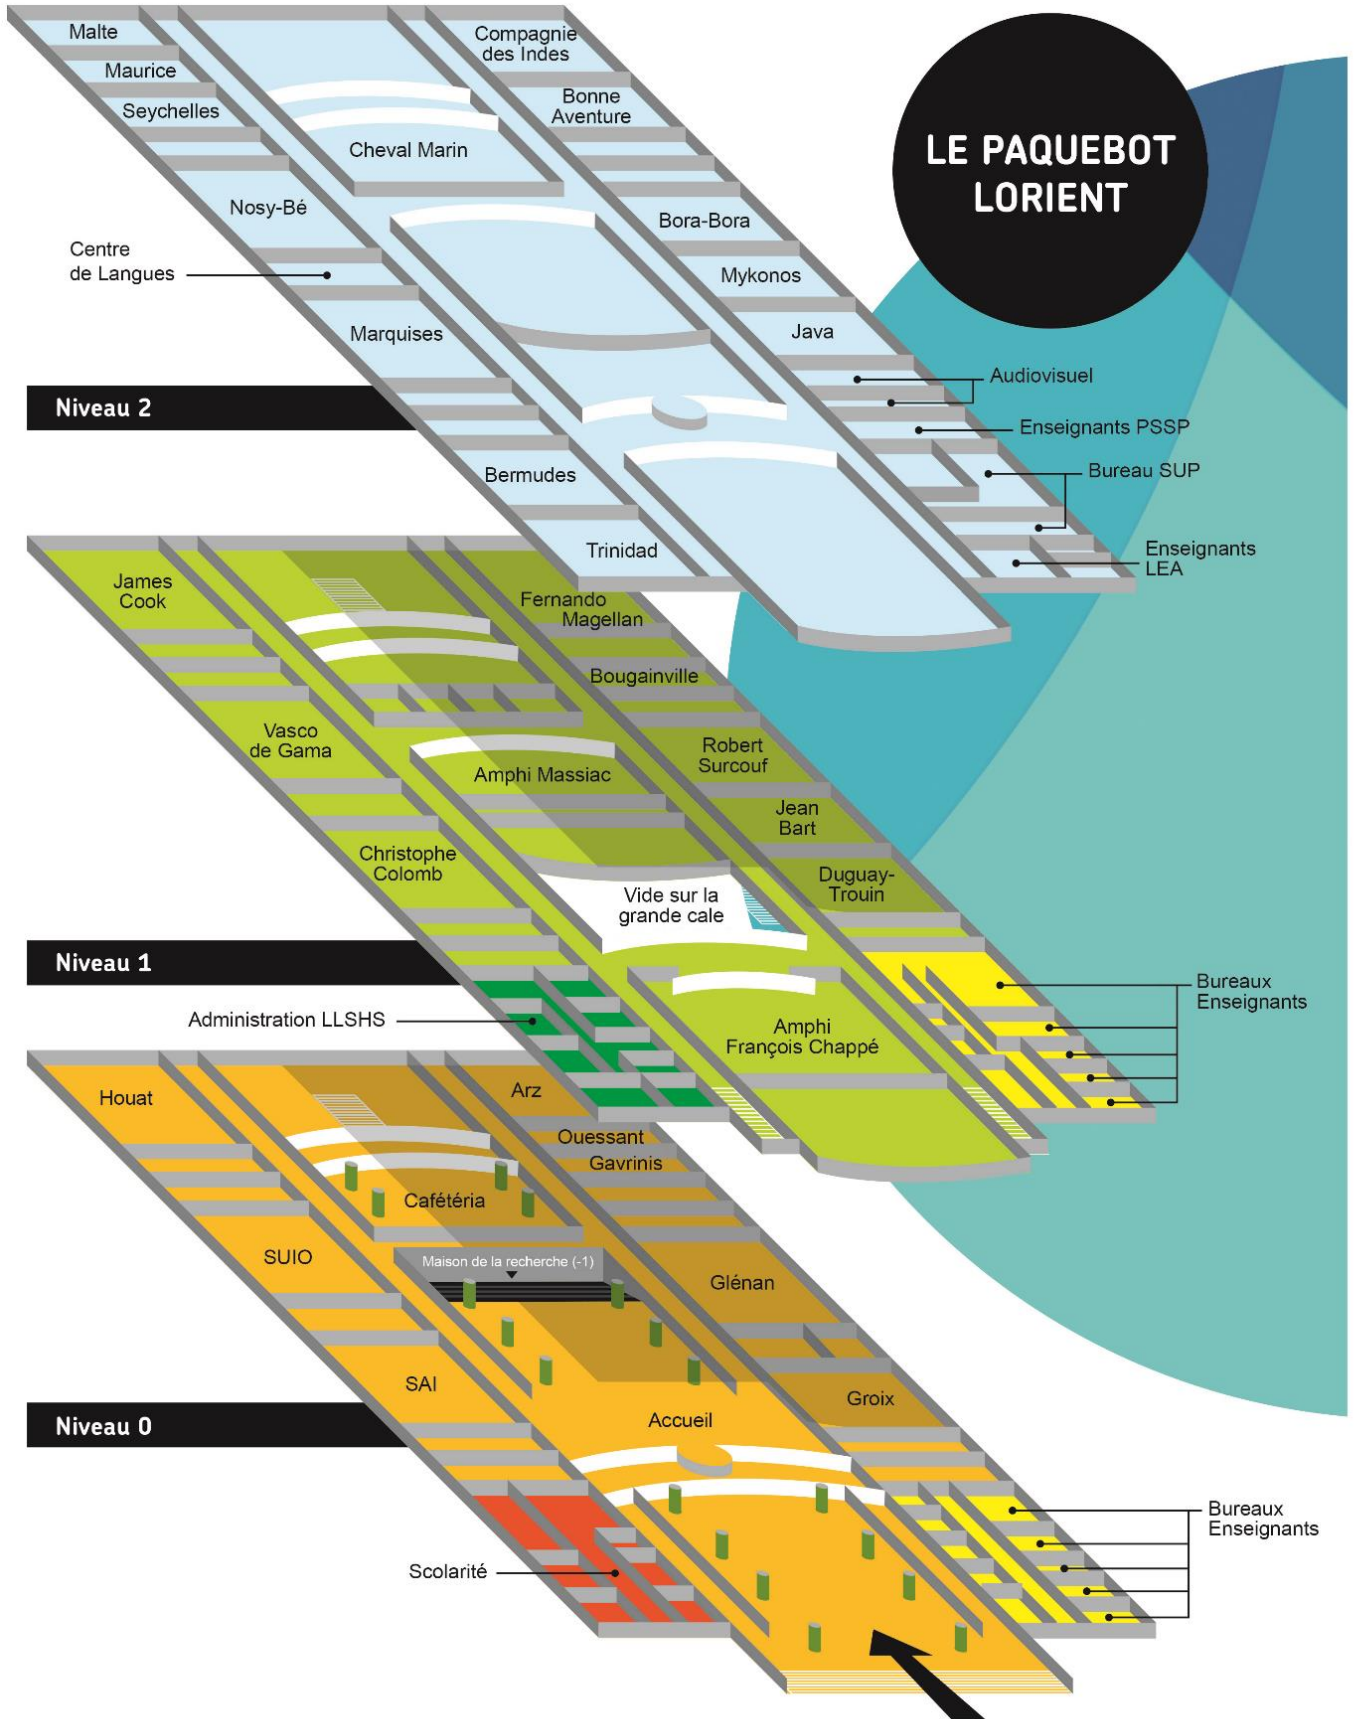 LE PAQUEBOT
LORIENT
Malte
Maurice
Seychelles
Nosy-Bé
Centre
de Langues
Marquises
Bermudes
Trinidad
Cheval Marin
Compagnie
des Indes
Bonne
Aventure
Bora-Bora
Mykonos
Java
Audiovisuel
Enseignants PSSP
Bureau SUP
Enseignants
LEA
Niveau 2
James
Cook
Vasco
de Gama
Christophe
Colomb
Administration LLSHS
Amphi Massiac
Vide sur la
grande cale
Amphi
François Chappé
Fernando
Magellan
Bougainville
Robert
Surcouf
Jean
Bart
Duguay-
Trouin
Bureaux
Enseignants
Niveau 1
Houat
SUIO
SAI
Scolarité
Cafétéria
Maison de la recherche (-1)
Accueil
Arz
Ouessant
Gavrinis
Glénan
Groix
Bureaux
Enseignants
Niveau 0